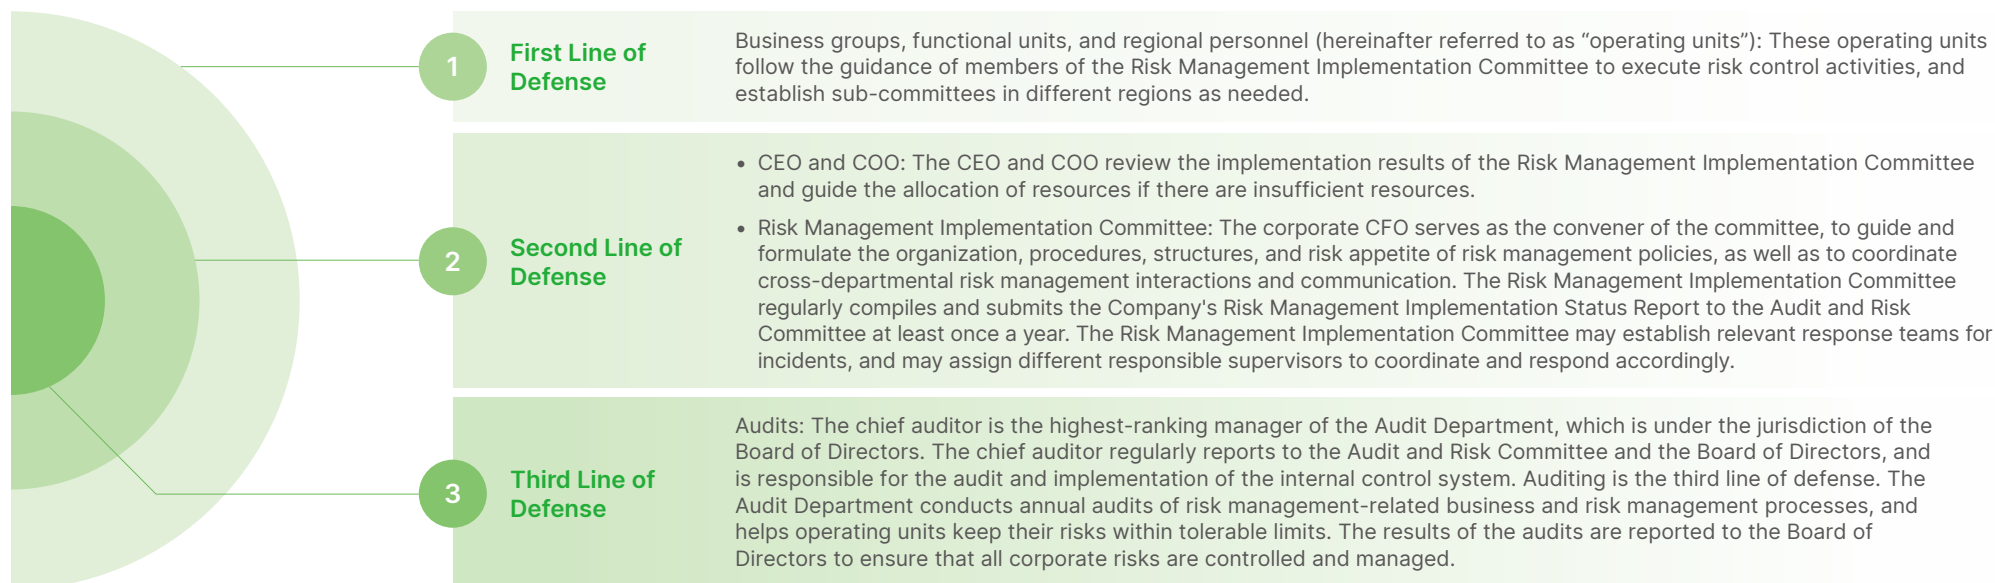 1
First Line of
Defense
Business groups, functional units, and regional personnel (hereinafter referred to as “operating units”): These operating units
follow the guidance of members of the Risk Management Implementation Committee to execute risk control activities, and
establish sub-committees in different regions as needed.
2
Second Line of
Defense
• CEO and COO: The CEO and COO review the implementation results of the Risk Management Implementation Committee
and guide the allocation of resources if there are insufficient resources.
• Risk Management Implementation Committee: The corporate CFO serves as the convener of the committee, to guide and
formulate the organization, procedures, structures, and risk appetite of risk management policies, as well as to coordinate
cross-departmental risk management interactions and communication. The Risk Management Implementation Committee
regularly compiles and submits the Company's Risk Management Implementation Status Report to the Audit and Risk
Committee at least once a year. The Risk Management Implementation Committee may establish relevant response teams for
incidents, and may assign different responsible supervisors to coordinate and respond accordingly.
3
Third Line of
Defense
Audits: The chief auditor is the highest-ranking manager of the Audit Department, which is under the jurisdiction of the
Board of Directors. The chief auditor regularly reports to the Audit and Risk Committee and the Board of Directors, and
is responsible for the audit and implementation of the internal control system. Auditing is the third line of defense. The
Audit Department conducts annual audits of risk management-related business and risk management processes, and
helps operating units keep their risks within tolerable limits. The results of the audits are reported to the Board of
Directors to ensure that all corporate risks are controlled and managed.